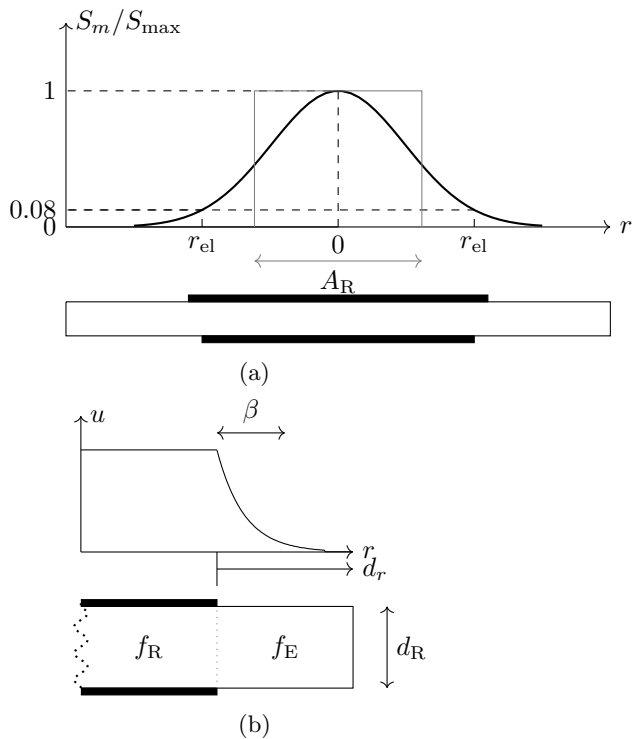 S_m/S_max
1
0.08
0
r_el
0
r_el
r
A_R
(a)
u
β
r
d_r
f_R
f_E
d_R
(b)